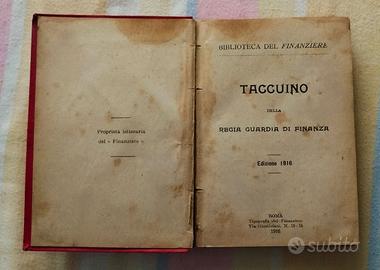 Proprietà letteraria
del « Finanziere »
BIBLIOTECA DEL FINANZIERE
TACCUINO
DELLA
REGIA GUARDIA DI FINANZA
Edizione 1916
ROMA
Tipografia del Finanziere
Via
1916
subito